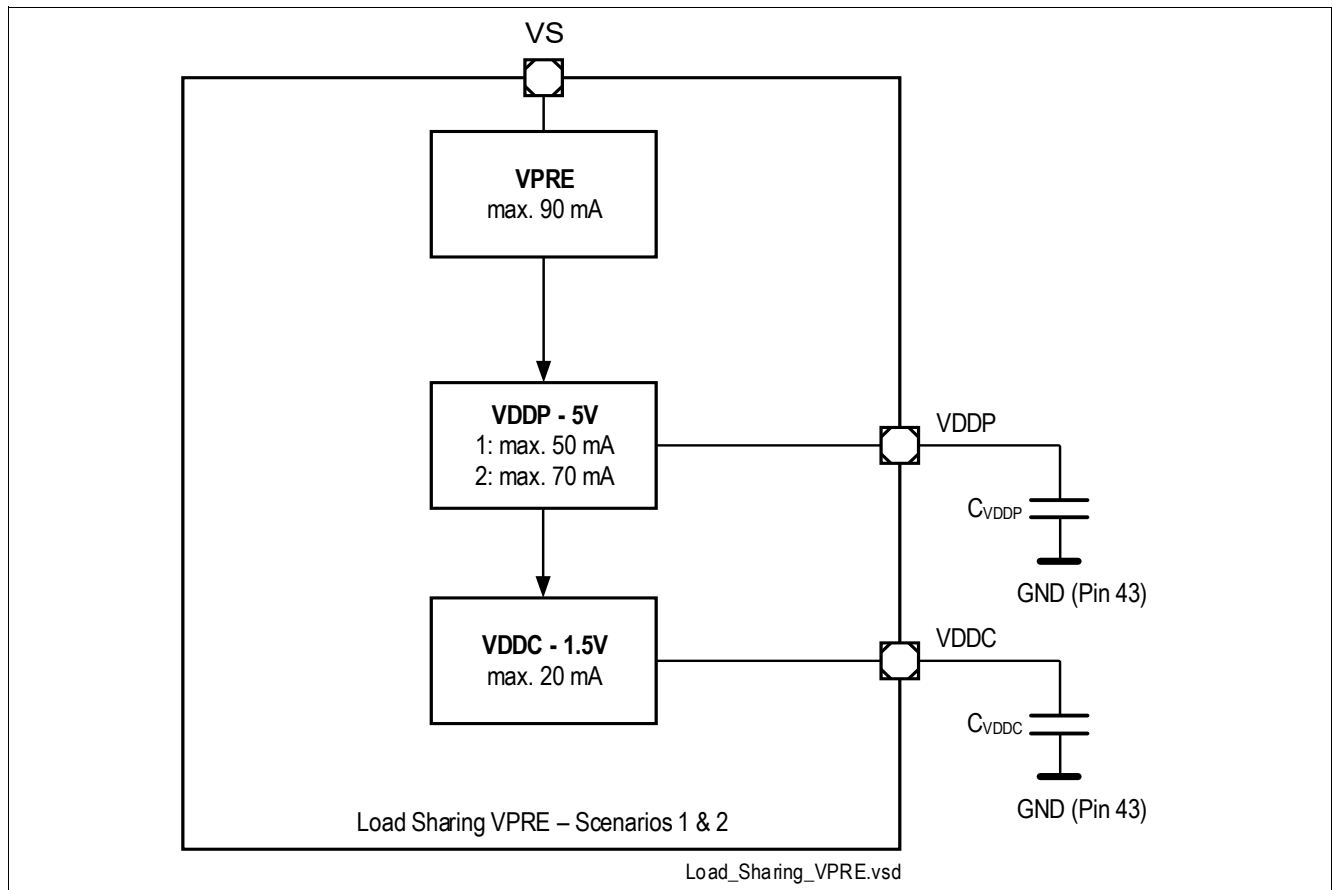 VS
VPRE
max. 90 mA
VDDP - 5V
1: max. 50 mA
2: max. 70 mA
VDDP
CVDDP
GND (Pin 43)
VDDC - 1.5V
max. 20 mA
VDDC
CVDDC
GND (Pin 43)
Load Sharing VPRE – Scenarios 1 & 2
Load_Sharing_VPRE.vsd